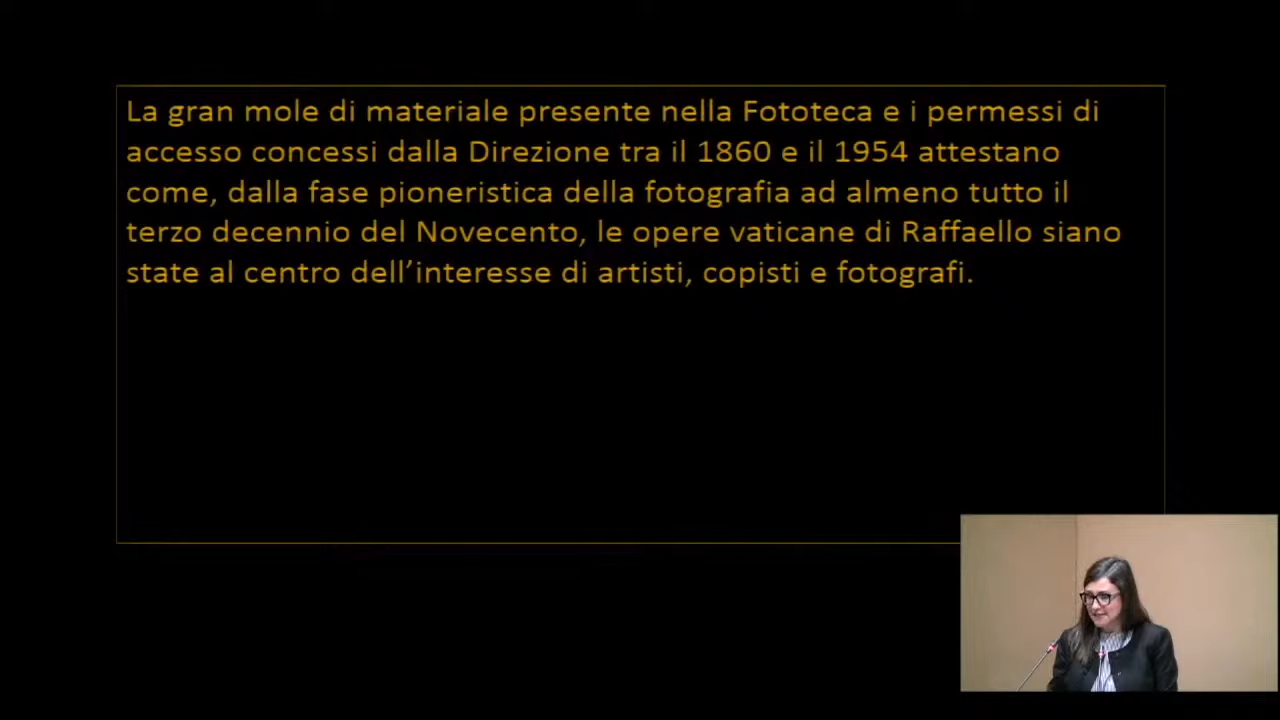 La gran mole di materiale presente nella Fototeca e i permessi di
accesso concessi dalla Direzione tra il 1860 e il 1954 attestano
come, dalla fase pioneristica della fotografia ad almeno tutto il
terzo decennio del Novecento, le opere vaticane di Raffaello siano
state al centro dell’interesse di artisti, copisti e fotografi.